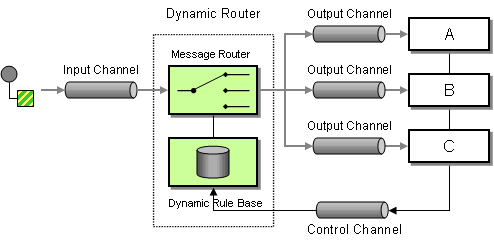 Dynamic Router
Output Channel
A
Message Router
Input Channel
Output Channel
B
Output Channel
C
Dynamic Rule Base
Control Channel